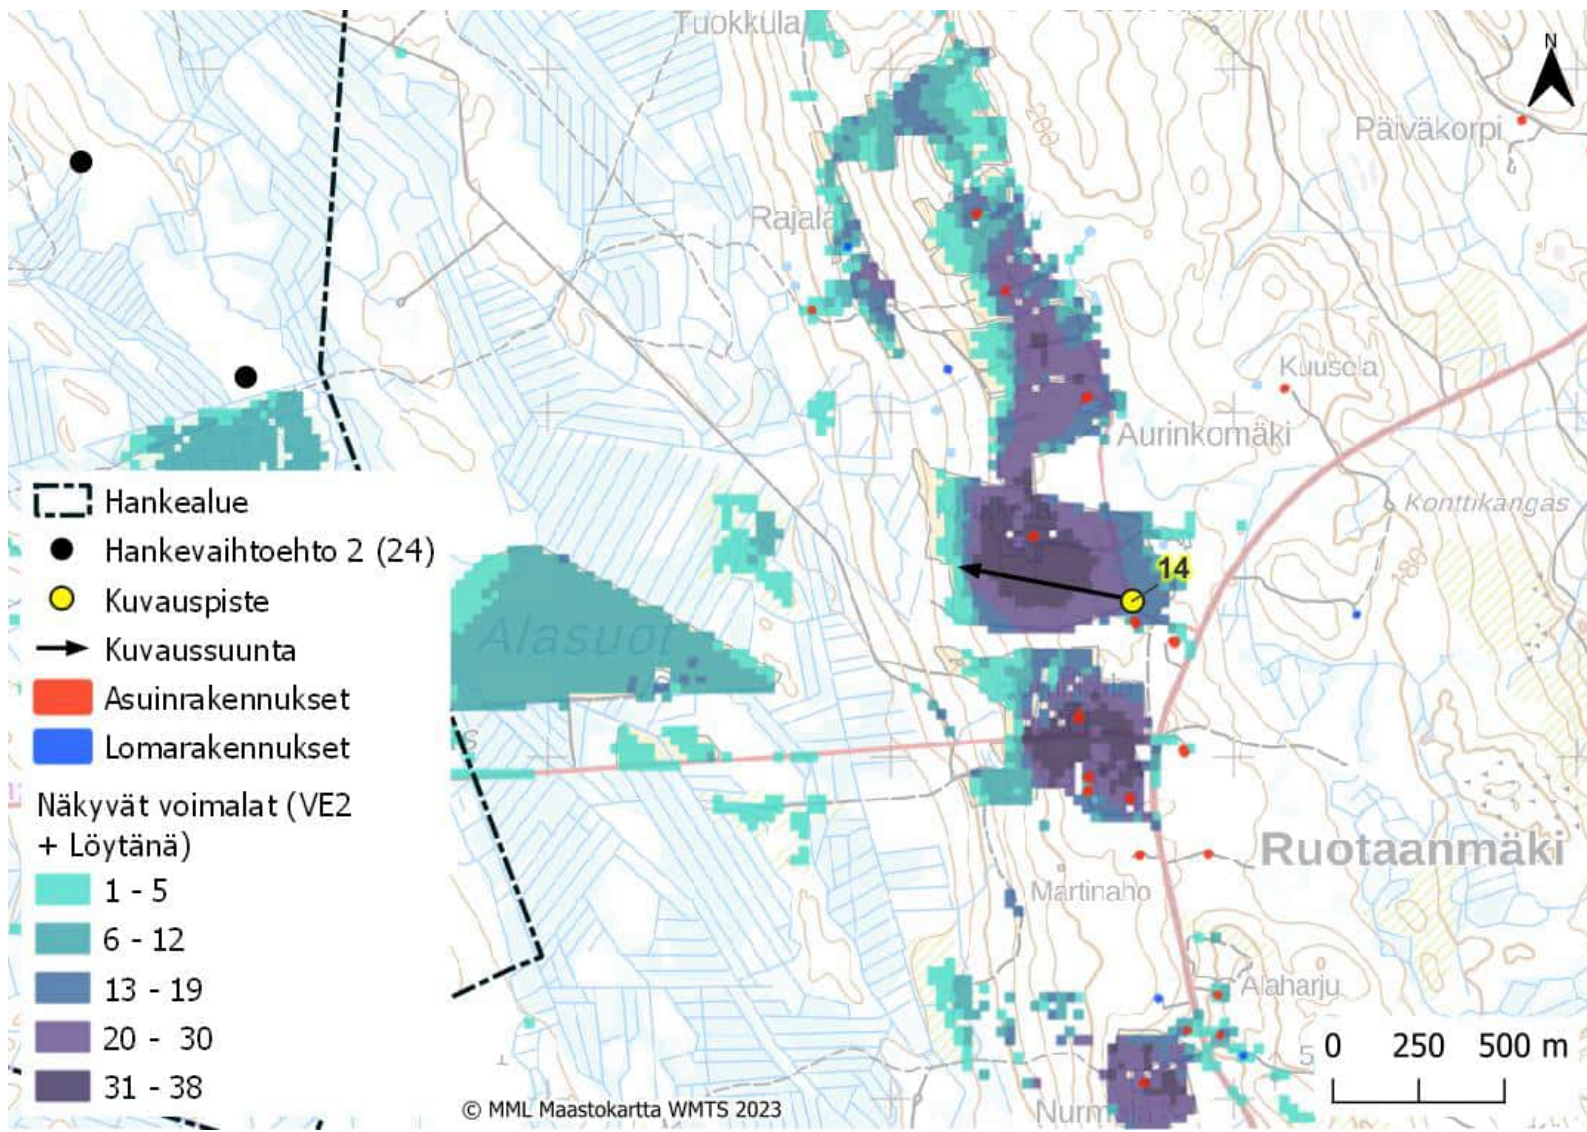 Tuokkula
N
Päiväkorpi
200
Rajala
Kuusela
Aurinkomäki
Konttikangas
14
180
Alasuot
Ruotaanmäki
Martinaho
Alaharju
Nurmela
Hankealue
Hankevaihtoehto 2 (24)
Kuvauspiste
Kuvaussuunta
Asuinrakennukset
Lomarakennukset
Näkyvät voimalat (VE2
+ Löytänä)
1 - 5
6 - 12
13 - 19
20 - 30
31 - 38
© MML Maastokartta WMTS 2023
0 250 500 m